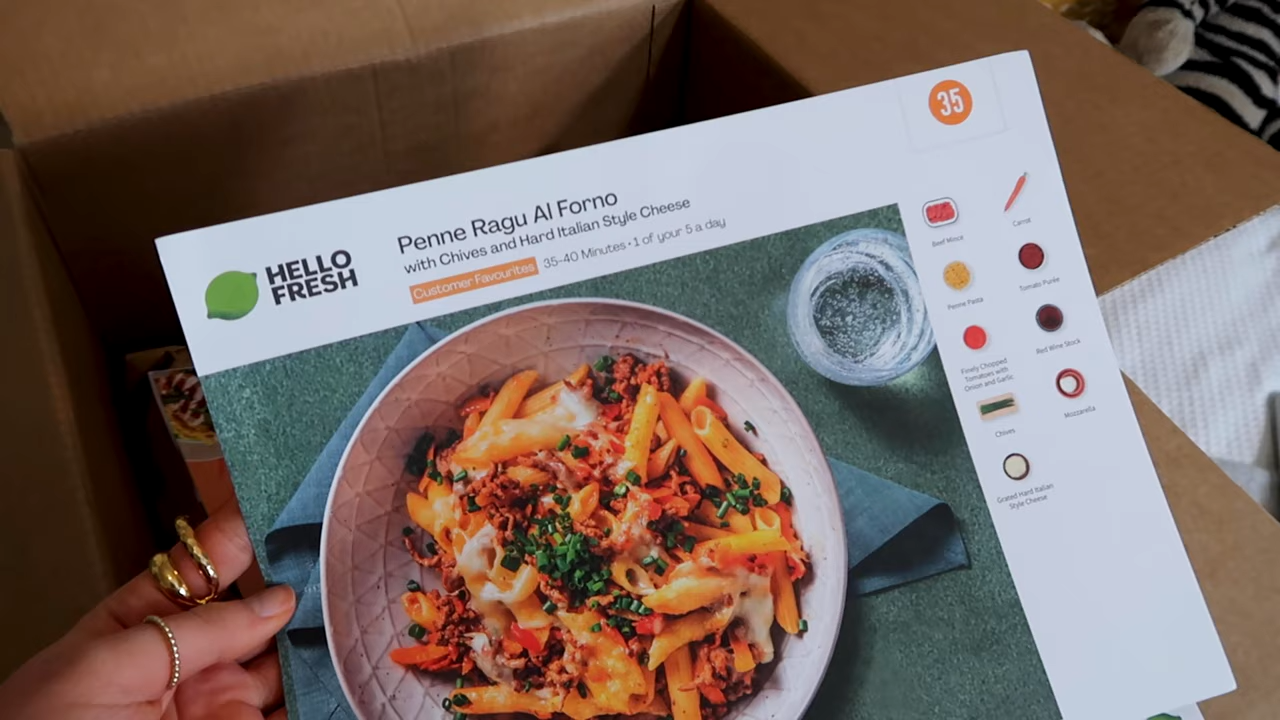 35
HELLO
FRESH
Penne Ragu Al Forno
with Chives and Hard Italian Style Cheese
Customer Favourites 35-40 Minutes • 1 of your 5 a day
Beef Mince
Carrot
Penne Pasta
Tomato Purée
Finely Chopped
Tomatoes with
Onion and Garlic
Red Wine Stock
Chives
Mozzarella
Grated Hard Italian
Style Cheese